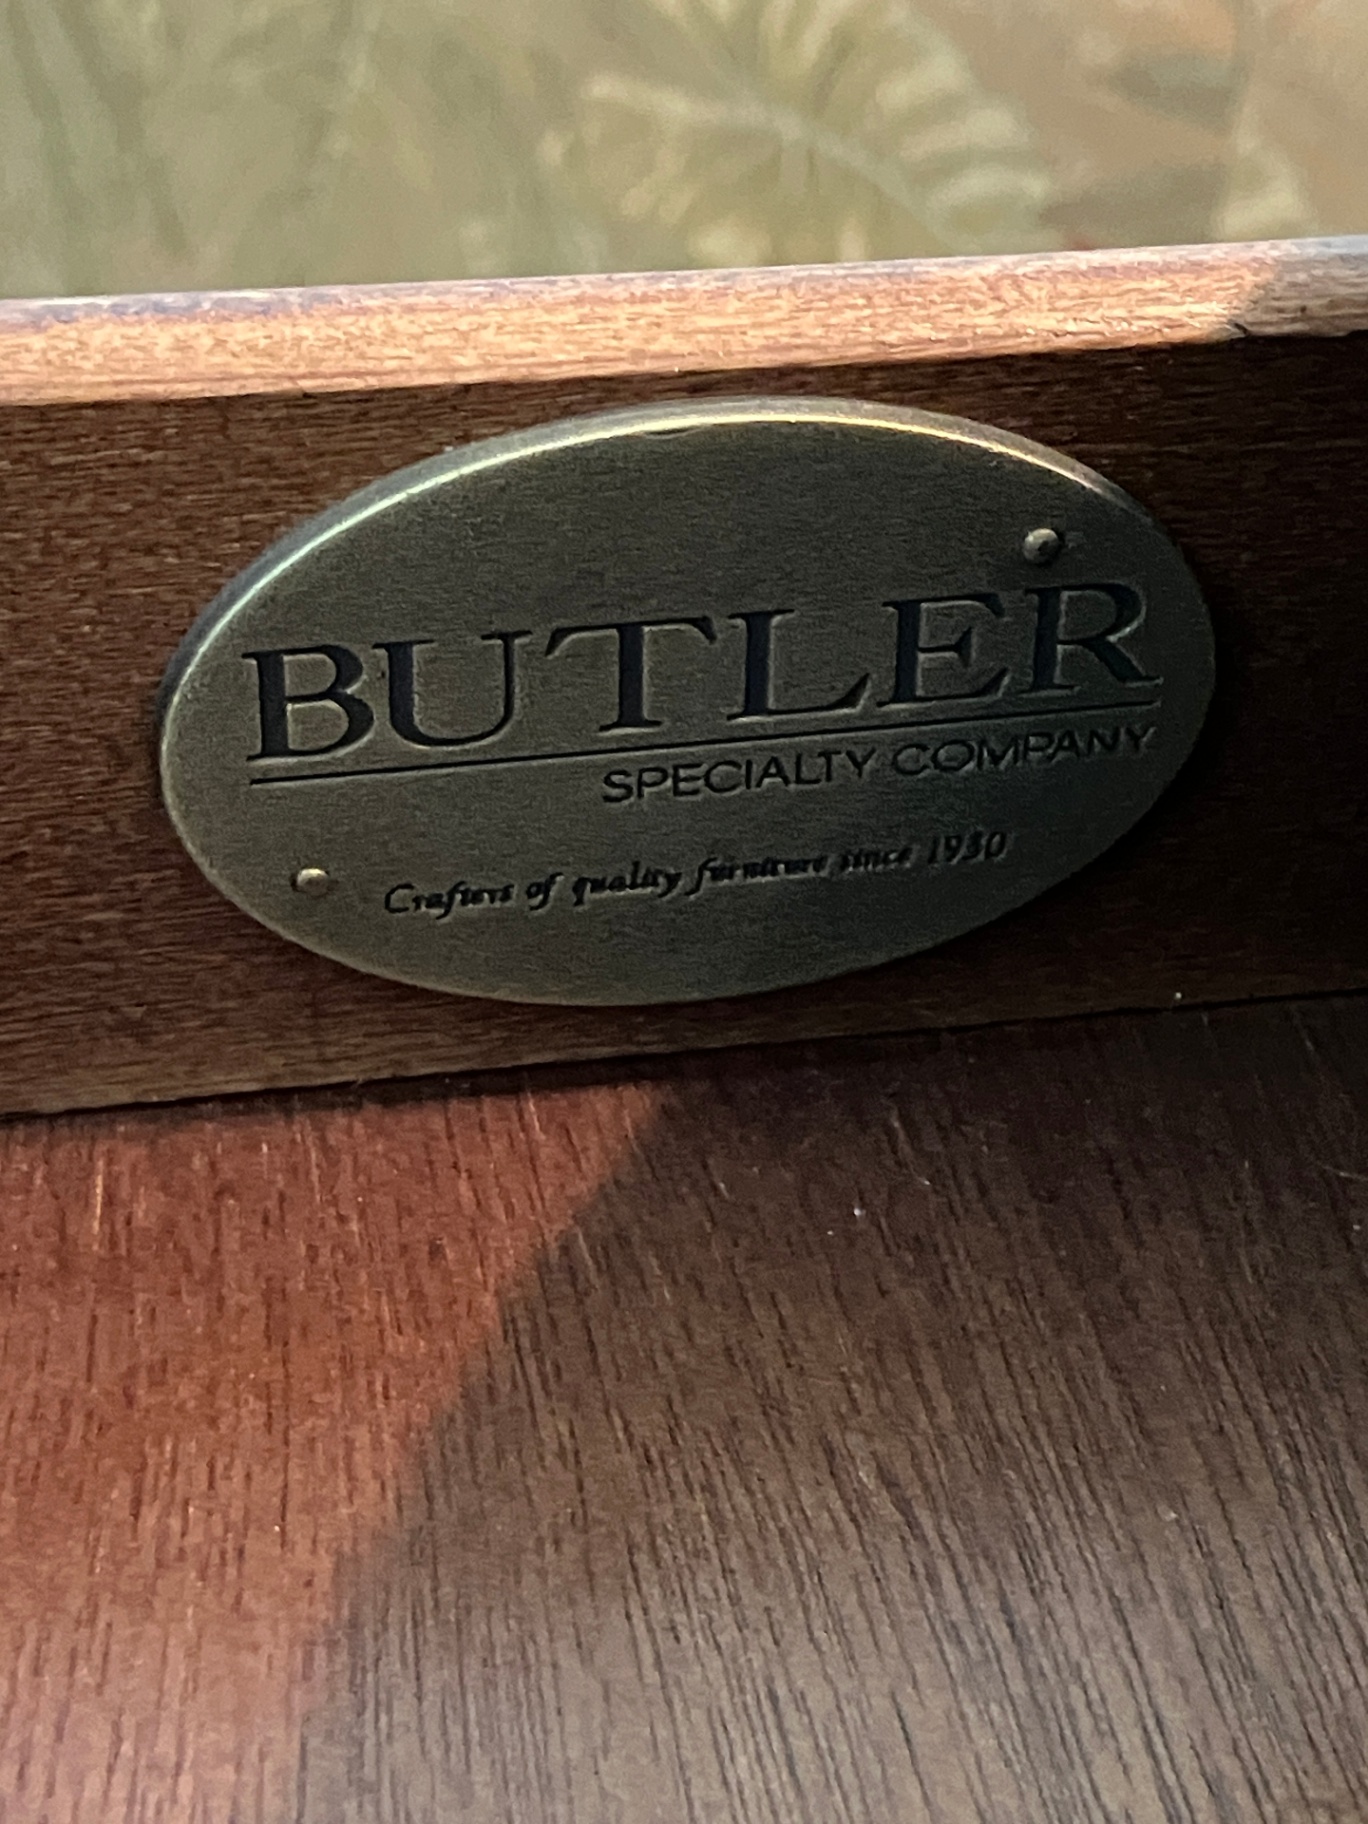 BUTLER
SPECIALTY COMPANY
Crafters of quality furniture since 1930